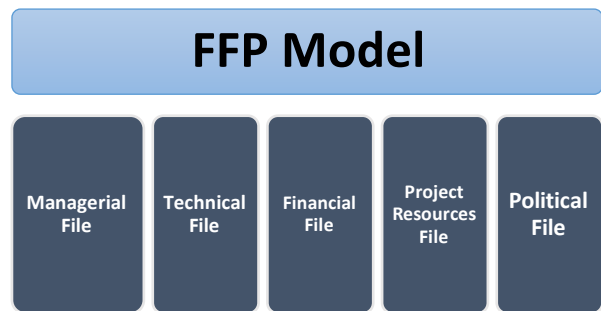 FFP Model
Managerial
File
Technical
File
Financial
File
Project
Resources
File
Political
File